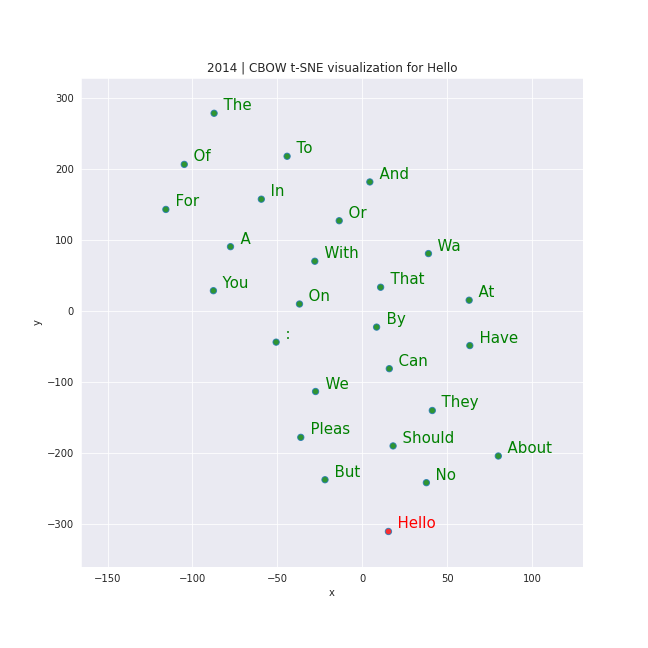 2014 | CBOW t-SNE visualization for Hello
300
200
100
0
−100
−200
−300
y
The
Of
To
For
In
And
Or
A
With
Wa
You
On
That
At
:
By
Have
Can
We
They
Pleas
Should
About
But
No
Hello
−150
−100
−50
0
50
100
x